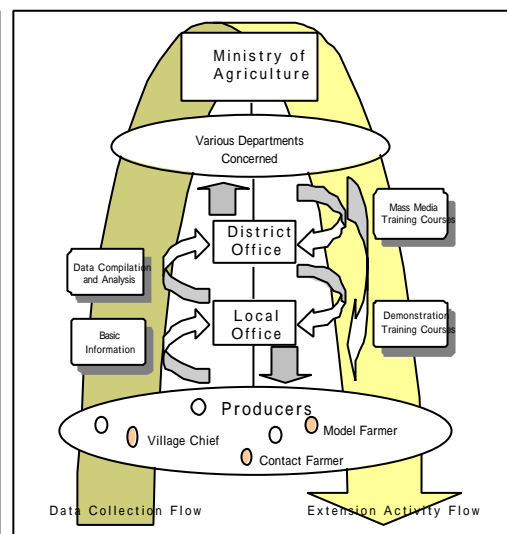 Ministry of
Agriculture
Various Departments
Concerned
Mass Media
Training Courses
District
Office
Data Compilation
and Analysis
Local
Office
Basic
Information
Demonstration
Training Courses
Producers
Model Farmer
Village Chief
Contact Farmer
Data Collection Flow
Extension Activity Flow